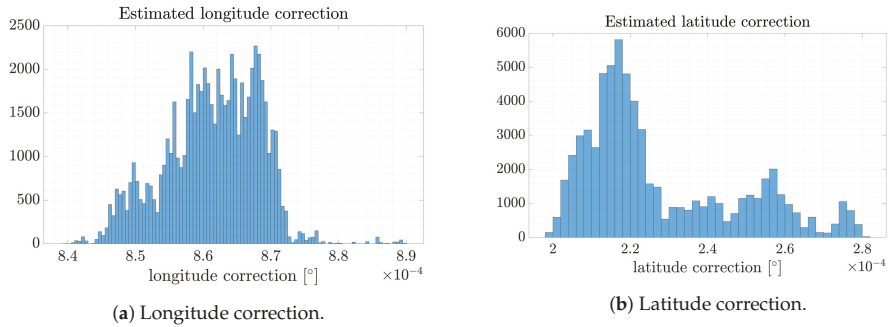 Estimated longitude correction
2500
2000
1500
1000
500
0
8.4 8.5 8.6 8.7 8.8 8.9
longitude correction [°] ×10⁻⁴
(a) Longitude correction.
Estimated latitude correction
6000
5000
4000
3000
2000
1000
0
2 2.2 2.4 2.6 2.8
latitude correction [°] ×10⁻⁴
(b) Latitude correction.